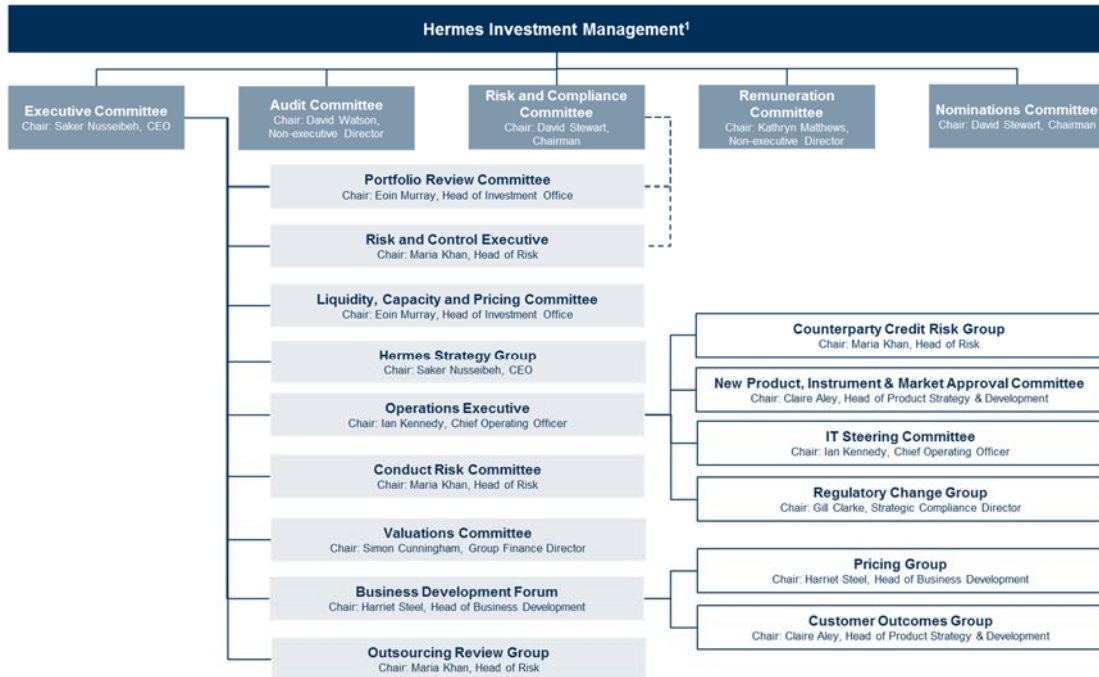 Hermes Investment Management¹
Executive Committee
Chair: Saker Nusseibeh, CEO
Audit Committee
Chair: David Watson,
Non-executive Director
Risk and Compliance
Committee
Chair: David Stewart,
Chairman
Remuneration
Committee
Chair: Kathryn Matthews,
Non-executive Director
Nominations Committee
Chair: David Stewart, Chairman
Portfolio Review Committee
Chair: Eoin Murray, Head of Investment Office
Risk and Control Executive
Chair: Maria Khan, Head of Risk
Liquidity, Capacity and Pricing Committee
Chair: Eoin Murray, Head of Investment Office
Hermes Strategy Group
Chair: Saker Nusseibeh, CEO
Operations Executive
Chair: Ian Kennedy, Chief Operating Officer
Conduct Risk Committee
Chair: Maria Khan, Head of Risk
Valuations Committee
Chair: Simon Cunningham, Group Finance Director
Business Development Forum
Chair: Harriet Steel, Head of Business Development
Outsourcing Review Group
Chair: Maria Khan, Head of Risk
Counterparty Credit Risk Group
Chair: Maria Khan, Head of Risk
New Product, Instrument & Market Approval Committee
Chair: Claire Aley, Head of Product Strategy & Development
IT Steering Committee
Chair: Ian Kennedy, Chief Operating Officer
Regulatory Change Group
Chair: Gill Clarke, Strategic Compliance Director
Pricing Group
Chair: Harriet Steel, Head of Business Development
Customer Outcomes Group
Chair: Claire Aley, Head of Product Strategy & Development